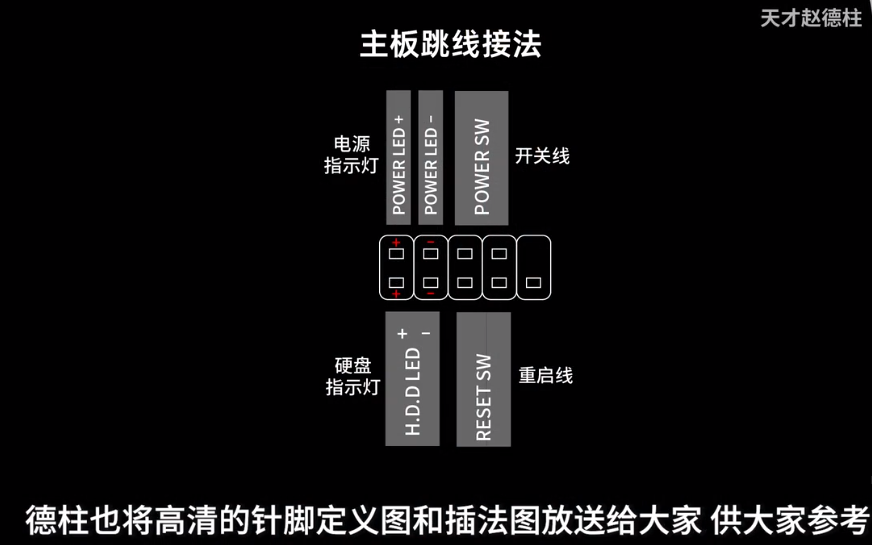 天才赵德柱
主板跳线接法
电源
指示灯
POWER LED +
POWER LED -
POWER SW
开关线
+ -
+ -
硬盘
指示灯
H.D.D LED + -
RESET SW
重启线
德柱也将高清的针脚定义图和插法图放送给大家 供大家参考